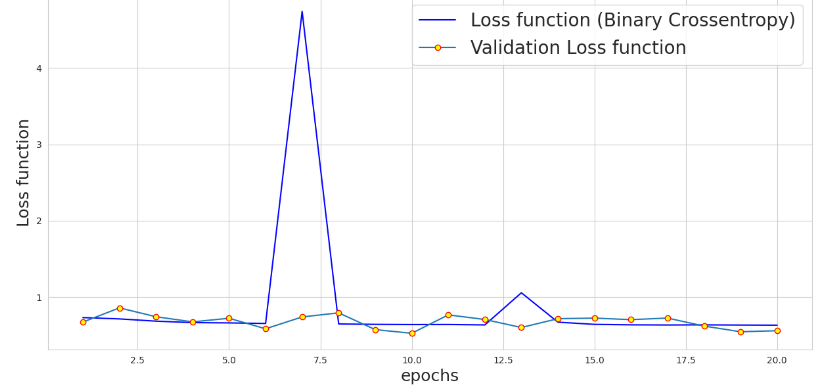 Loss function (Binary Crossentropy)
Validation Loss function
Loss function
4
3
2
1
2.5 5.0 7.5 10.0 12.5 15.0 17.5 20.0
epochs